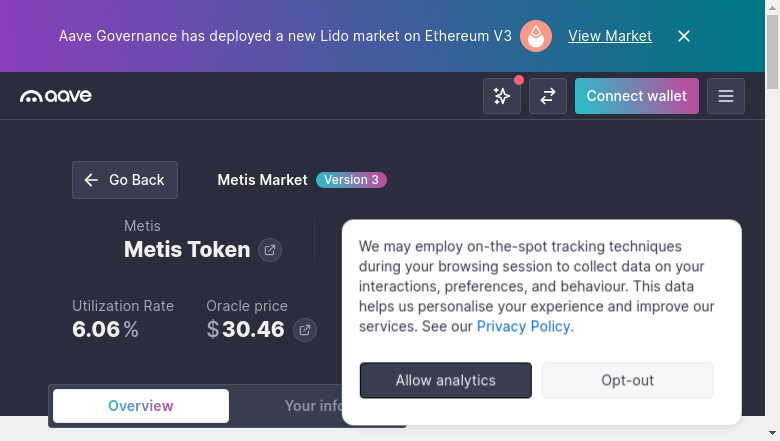 Aave Governance has deployed a new Lido market on Ethereum V3 View Market
aave
Connect wallet
Go Back
Metis Market Version 3
Metis
Metis Token
Utilization Rate
6.06%
Oracle price
$30.46
We may employ on-the-spot tracking techniques
during your browsing session to collect data on your
interactions, preferences, and behaviour. This data
helps us personalise your experience and improve our
services. See our Privacy Policy.
Allow analytics
Opt-out
Overview
Your info